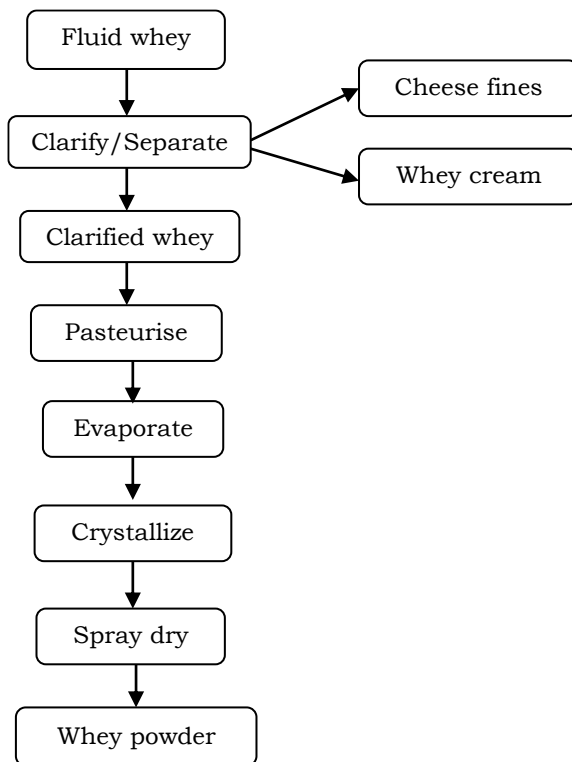 Fluid whey
Cheese fines
Clarify/Separate
Whey cream
Clarified whey
Pasteurise
Evaporate
Crystallize
Spray dry
Whey powder